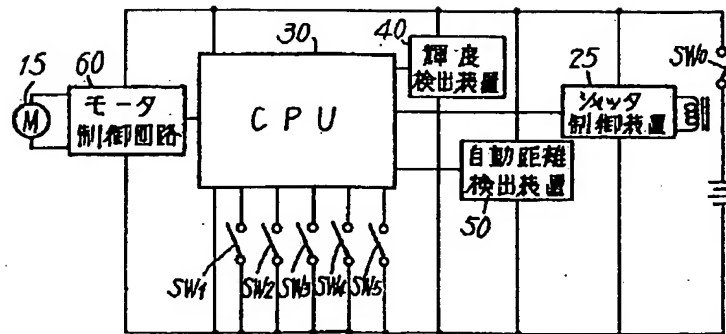 15
60
M
モータ
制御回路
30
CPU
40
輝度
検出装置
25
シャッタ
制御装置
SW0
自動距離
検出装置
50
SW1
SW2
SW3
SW4
SW5